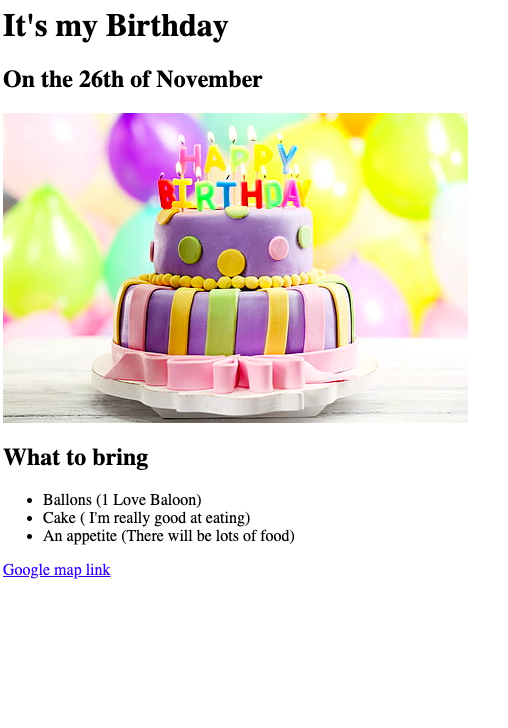 It's my Birthday
On the 26th of November
HAPPY
BIRTHDAY
What to bring
Ballons (1 Love Baloon)
Cake ( I'm really good at eating)
An appetite (There will be lots of food)
Google map link